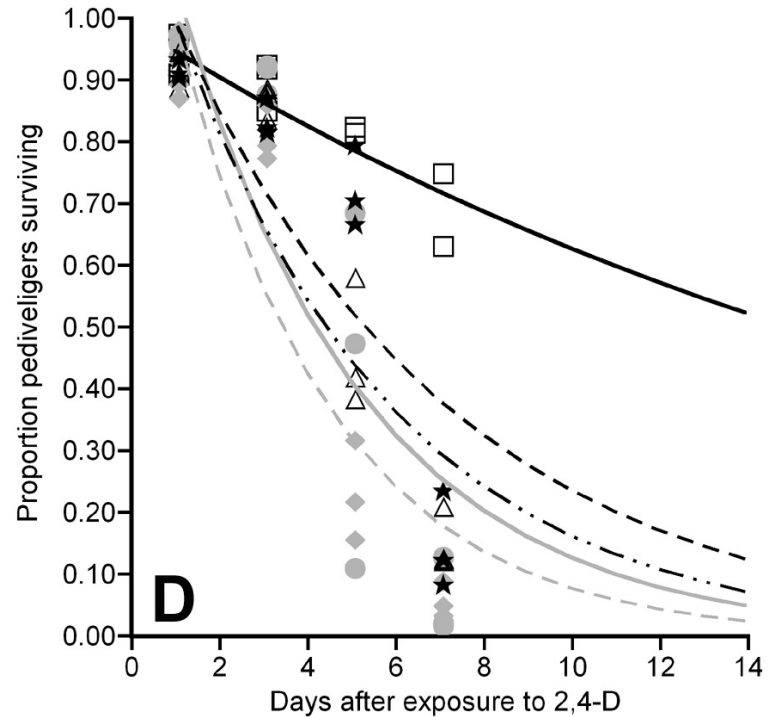 Proportion pediveligers surviving
1.00
0.90
0.80
0.70
0.60
0.50
0.40
0.30
0.20
0.10
0.00
D
0 2 4 6 8 10 12 14
Days after exposure to 2,4-D